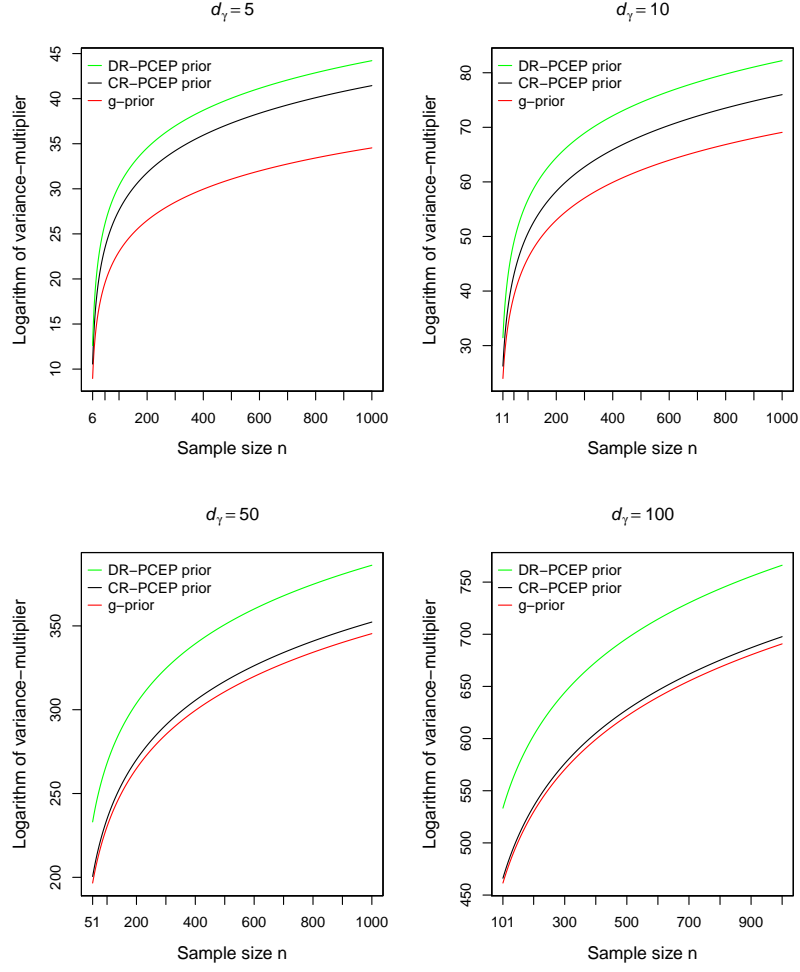 dγ = 5
45
40
35
30
25
20
15
10
Logarithm of variance−multiplier
DR−PCEP prior
CR−PCEP prior
g−prior
6 200 400 600 800 1000
Sample size n
dγ = 10
80
70
60
50
40
30
Logarithm of variance−multiplier
DR−PCEP prior
CR−PCEP prior
g−prior
11 200 400 600 800 1000
Sample size n
dγ = 50
350
300
250
200
Logarithm of variance−multiplier
DR−PCEP prior
CR−PCEP prior
g−prior
51 200 400 600 800 1000
Sample size n
dγ = 100
750
700
650
600
550
500
450
Logarithm of variance−multiplier
DR−PCEP prior
CR−PCEP prior
g−prior
101 300 500 700 900
Sample size n